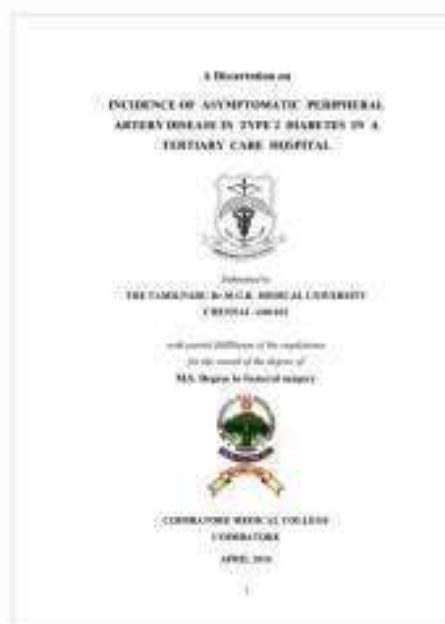 A Dissertation on
INCIDENCE OF ASYMPTOMATIC PERIPHERAL
ARTERY DISEASE IN TYPE 2 DIABETES IN A
TERTIARY CARE HOSPITAL
Submitted to
THE TAMILNADU Dr.M.G.R. MEDICAL UNIVERSITY
CHENNAI
with partial fulfillment of the regulations
for the award of the degree of
M.S. Degree in General surgery
COIMBATORE MEDICAL COLLEGE
COIMBATORE
APRIL